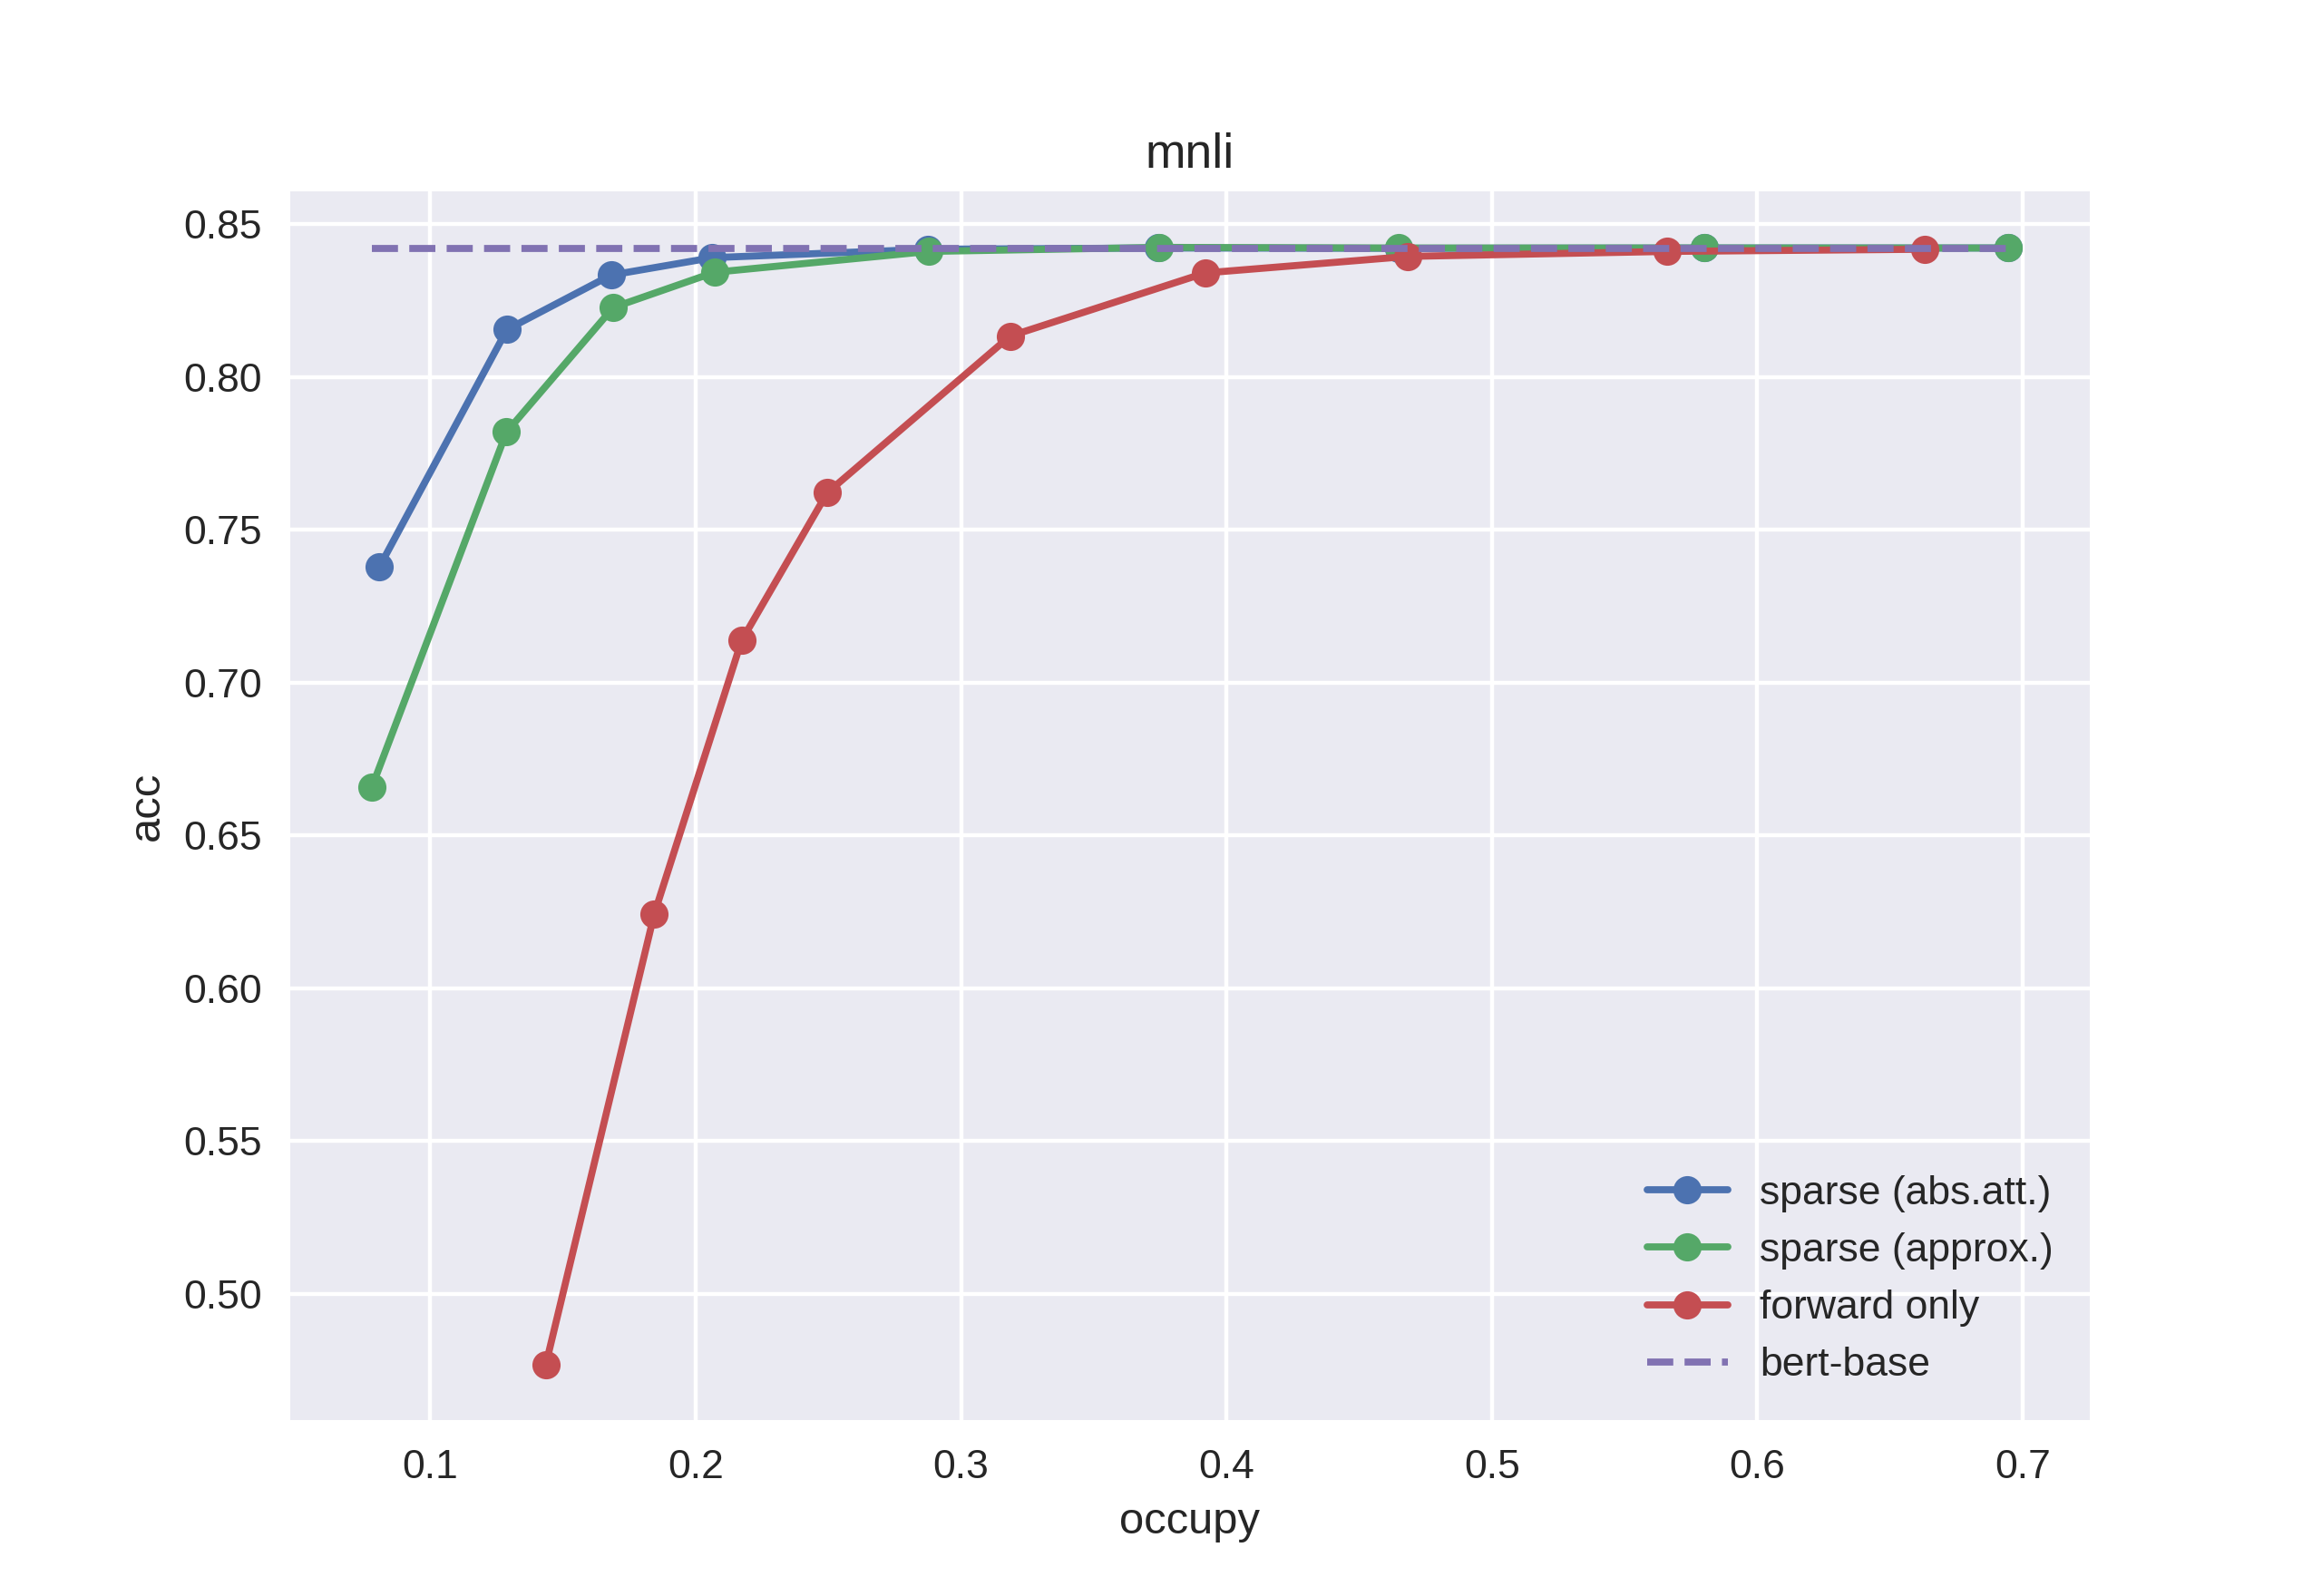 mnli
0.85
0.80
0.75
0.70
0.65
0.60
0.55
0.50
acc
sparse (abs.att.)
sparse (approx.)
forward only
bert-base
0.1 0.2 0.3 0.4 0.5 0.6 0.7
occupy